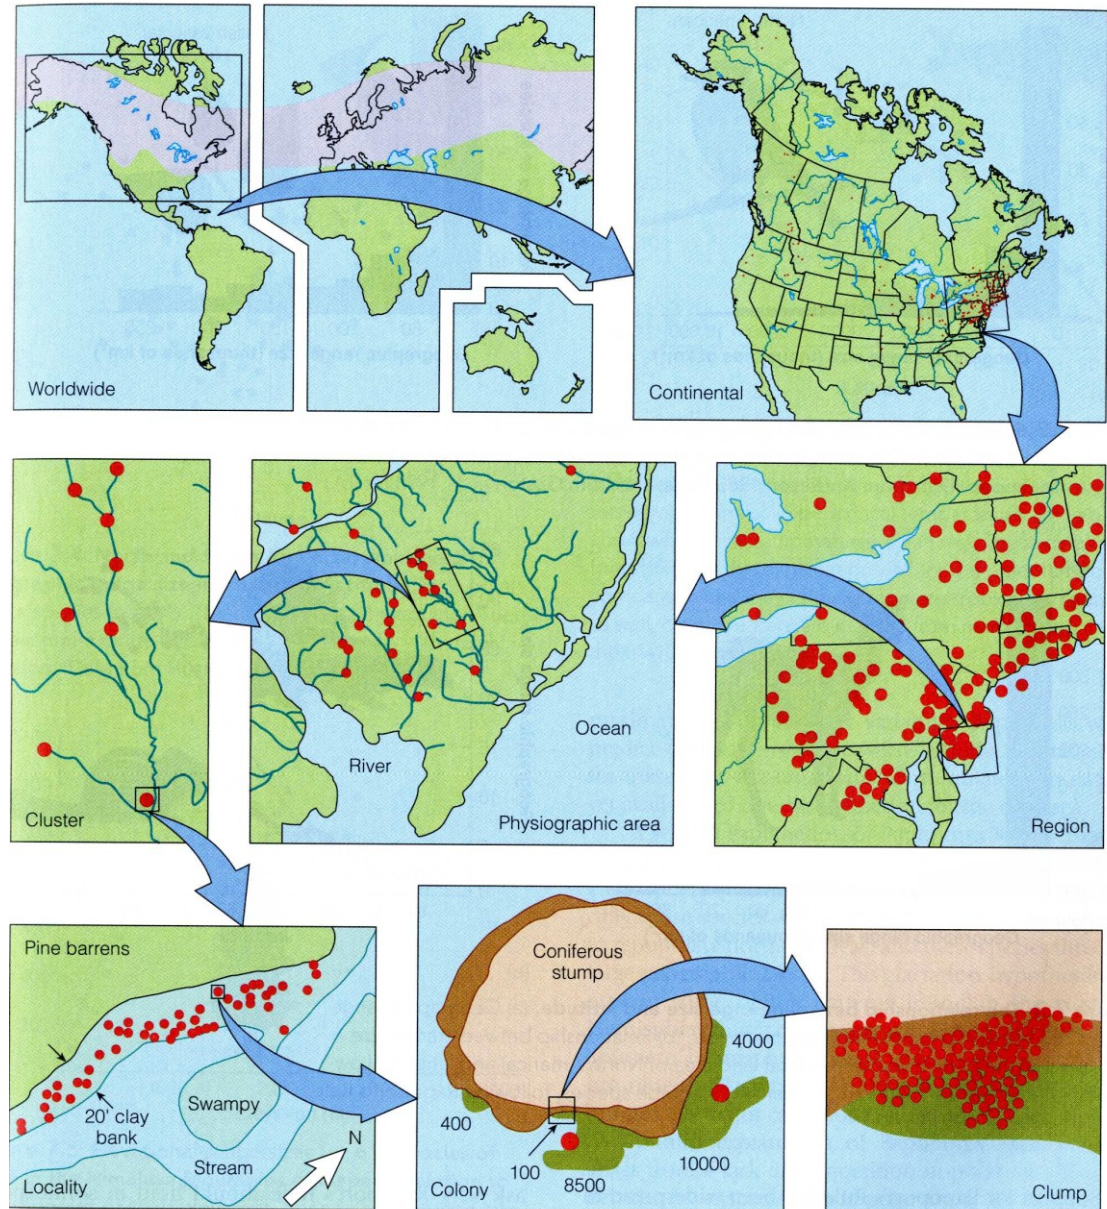 Worldwide
Continental
Cluster
River
Ocean
Physiographic area
Region
Pine barrens
20' clay
bank
Swampy
Stream
N
Locality
Coniferous
stump
4000
400
100
8500
10000
Colony
Clump